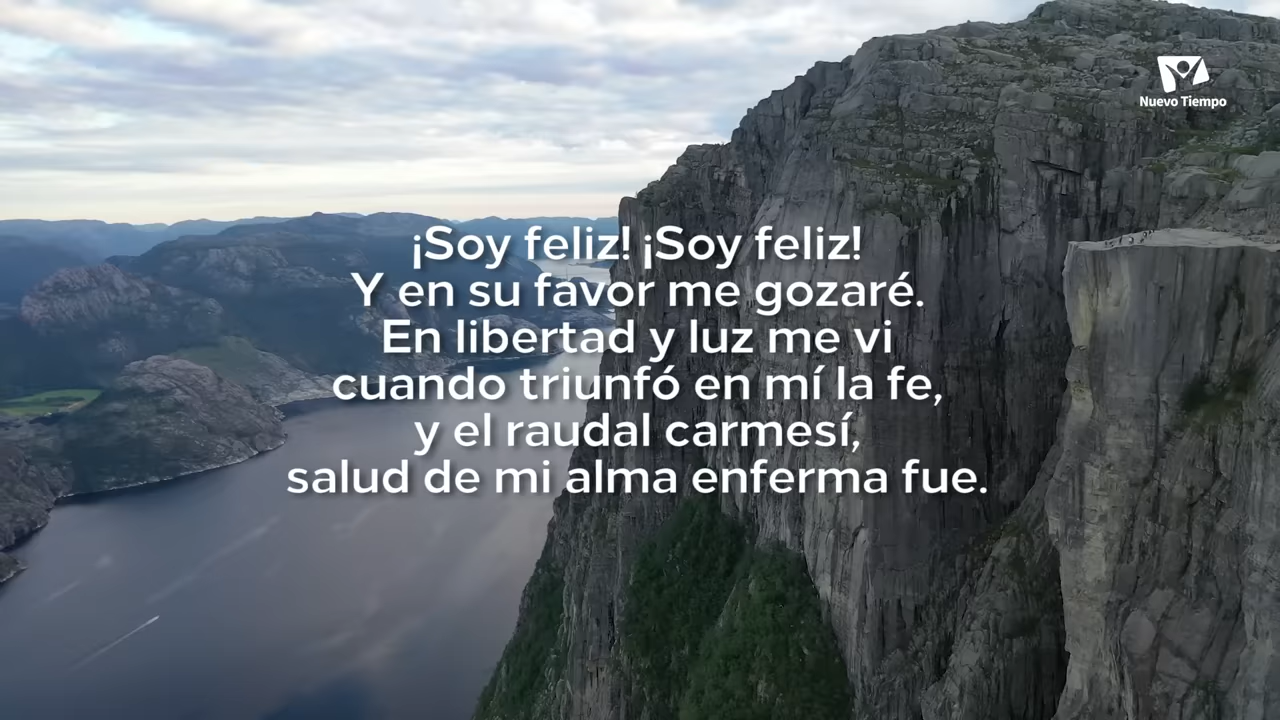 Nuevo Tiempo
¡Soy feliz! ¡Soy feliz!
Y en su favor me gozaré.
En libertad y luz me vi
cuando triunfó en mí la fe,
y el raudal carmesí,
salud de mi alma enferma fue.